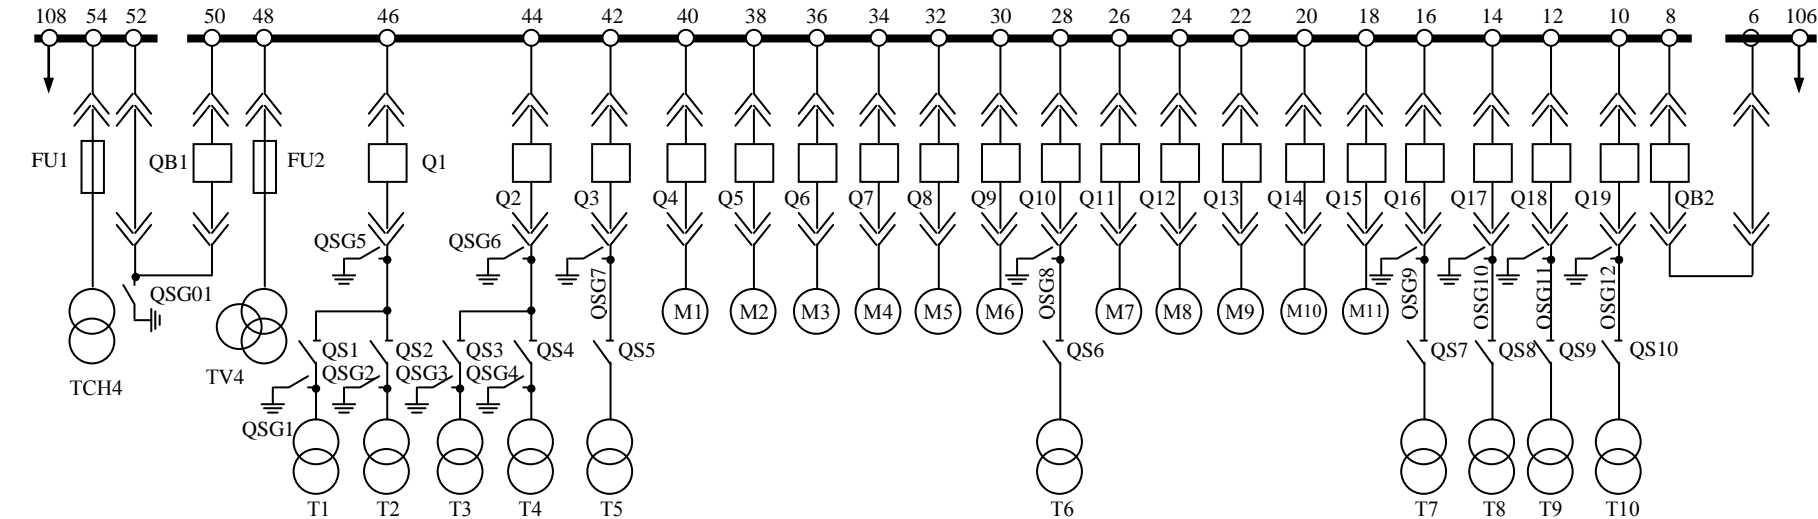 108 54 52 50 48 46 44 42 40 38 36 34 32 30 28 26 24 22 20 18 16 14 12 10 8 6 106
FU1 QB1 FU2 Q1
Q2 Q3 Q4 Q5 Q6 Q7 Q8 Q9 Q10 Q11 Q12 Q13 Q14 Q15 Q16 Q17 Q18 Q19 QB2
QSG5 QSG6
QSG7 QSG8 QSG9 QSG10 QSG11 QSG12
QSG01
M1 M2 M3 M4 M5 M6 M7 M8 M9 M10 M11
QS1 QS2 QS3 QS4 QS5 QS6 QS7 QS8 QS9 QS10
TCH4 TV4 QSG2 QSG3 QSG4
QSG1
T1 T2 T3 T4 T5 T6 T7 T8 T9 T10